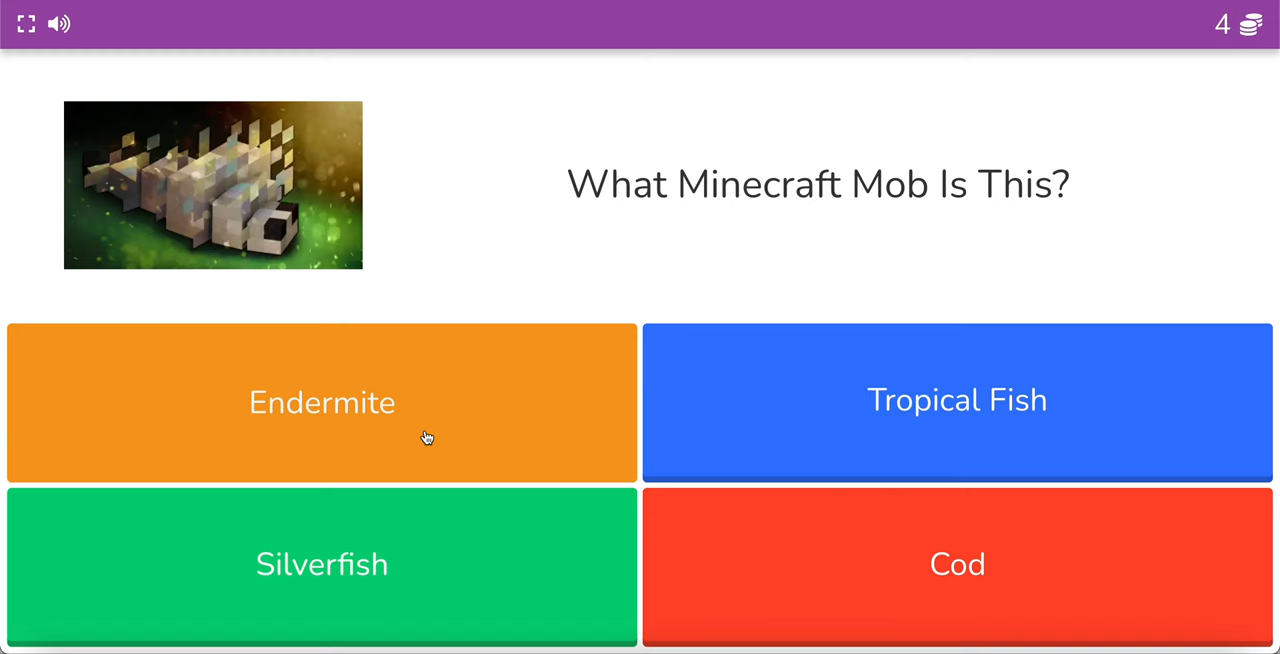 4
What Minecraft Mob Is This?
Endermite
Tropical Fish
Silverfish
Cod